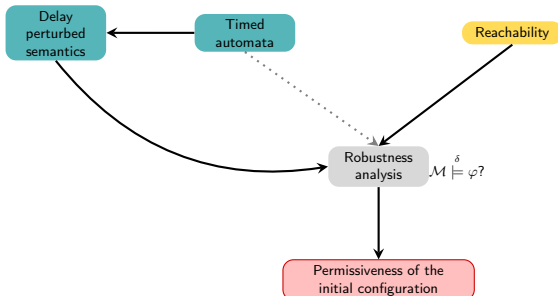 Delay
perturbed
semantics
Timed
automata
Reachability
Robustness
analysis
ℳ ⊨^δ φ?
Permissiveness of the
initial configuration